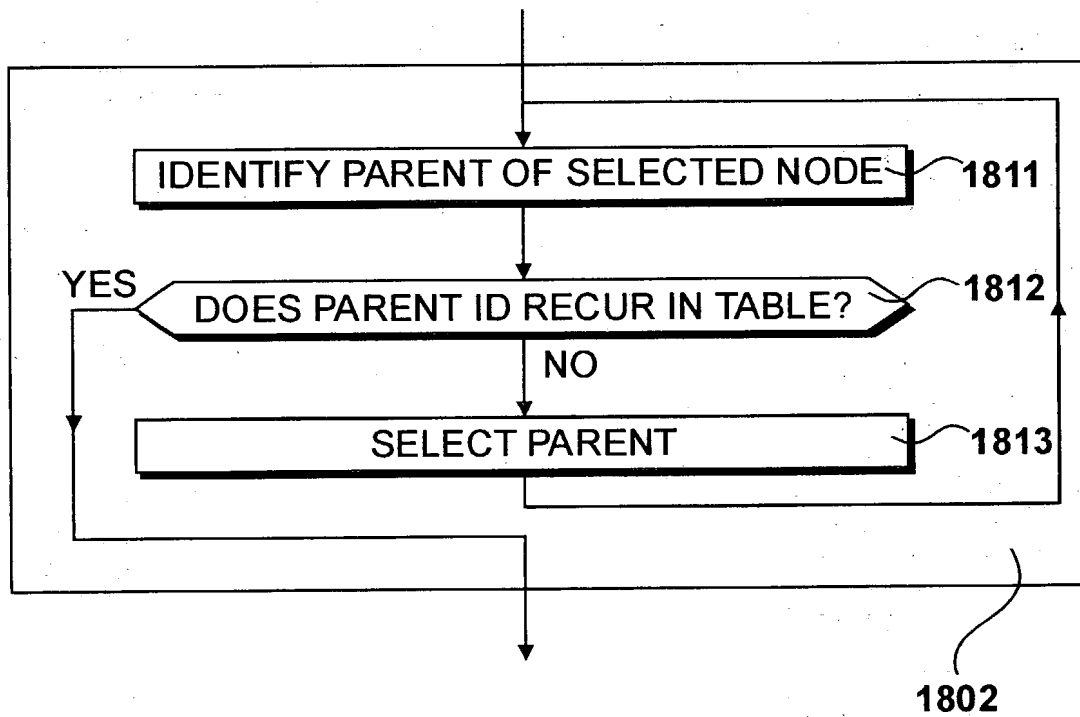 IDENTIFY PARENT OF SELECTED NODE
1811
YES
DOES PARENT ID RECUR IN TABLE?
1812
NO
SELECT PARENT
1813
1802